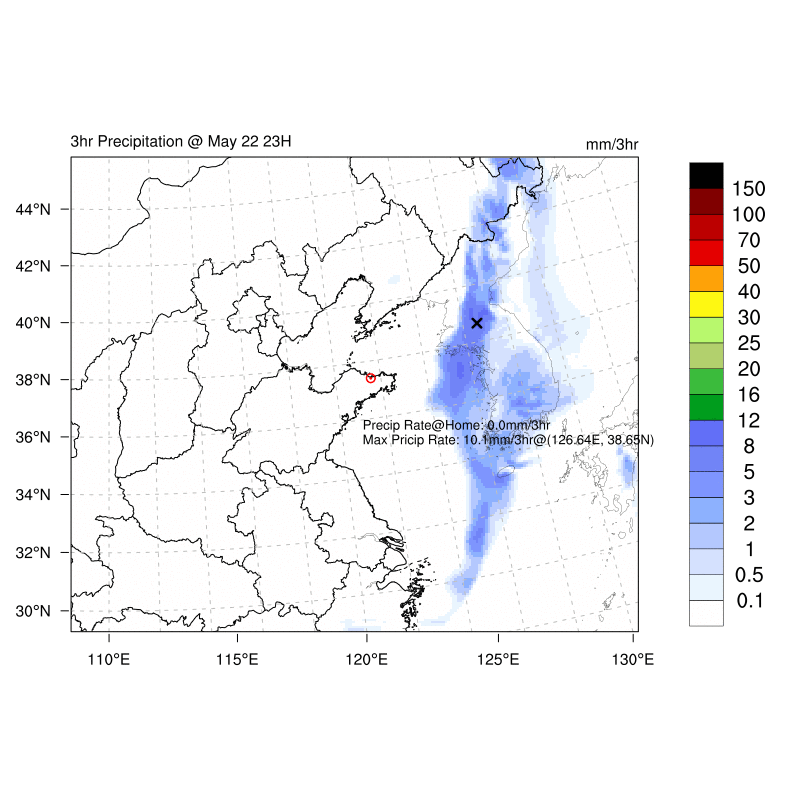 3hr Precipitation @ May 22 23H
mm/3hr
44°N
42°N
40°N
38°N
36°N
34°N
32°N
30°N
110°E
115°E
120°E
125°E
130°E
Precip Rate@Home: 0.0mm/3hr
Max Pricip Rate: 10.1mm/3hr@(126.64E, 38.65N)
150
100
70
50
40
30
25
20
16
12
8
5
3
2
1
0.5
0.1